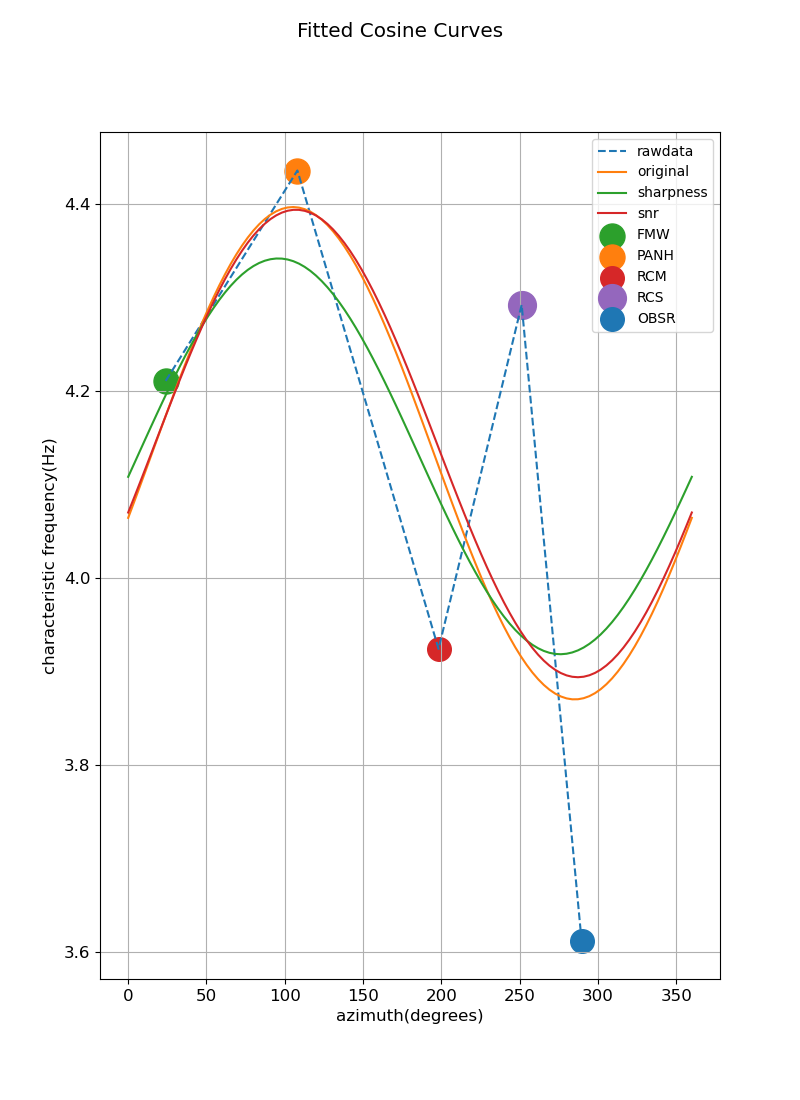 Fitted Cosine Curves
rawdata
original
sharpness
snr
FMW
PANH
RCM
RCS
OBSR
characteristic frequency(Hz)
4.4
4.2
4.0
3.8
3.6
0 50 100 150 200 250 300 350
azimuth(degrees)